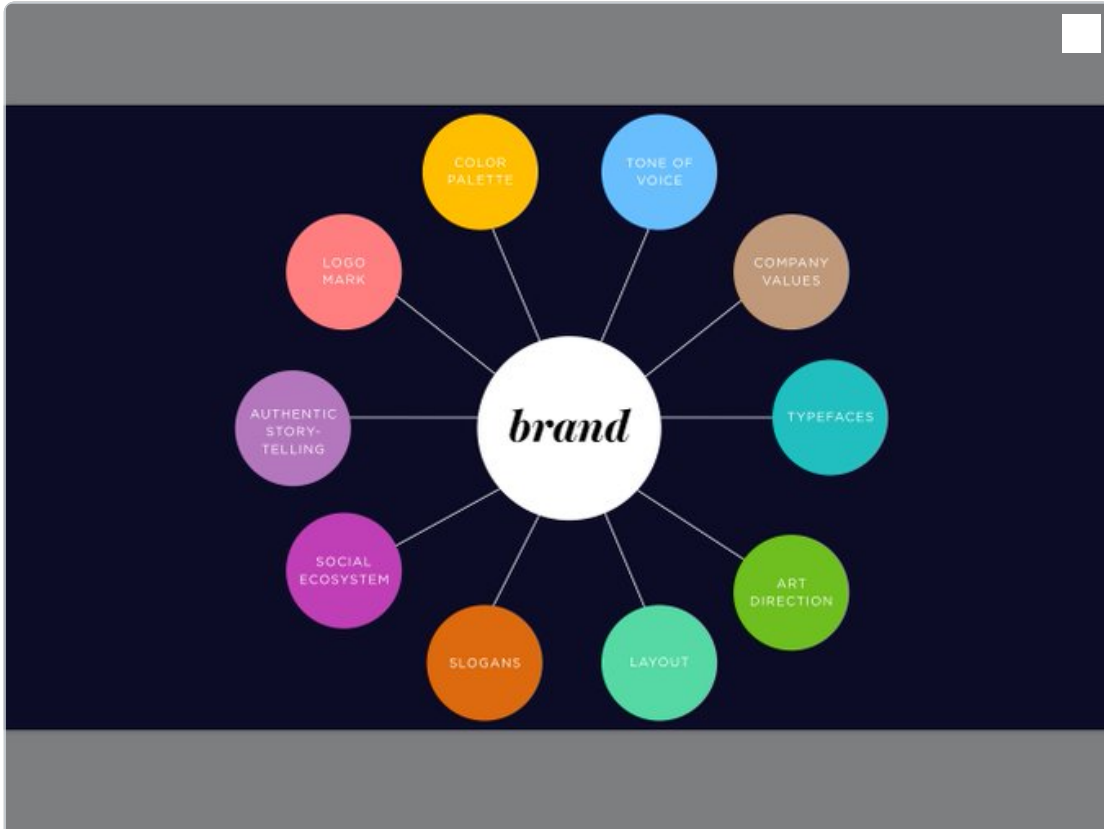 COLOR
PALETTE
TONE OF
VOICE
LOGO
MARK
COMPANY
VALUES
AUTHENTIC
STORY-
TELLING
brand
TYPEFACES
SOCIAL
ECOSYSTEM
ART
DIRECTION
SLOGANS
LAYOUT